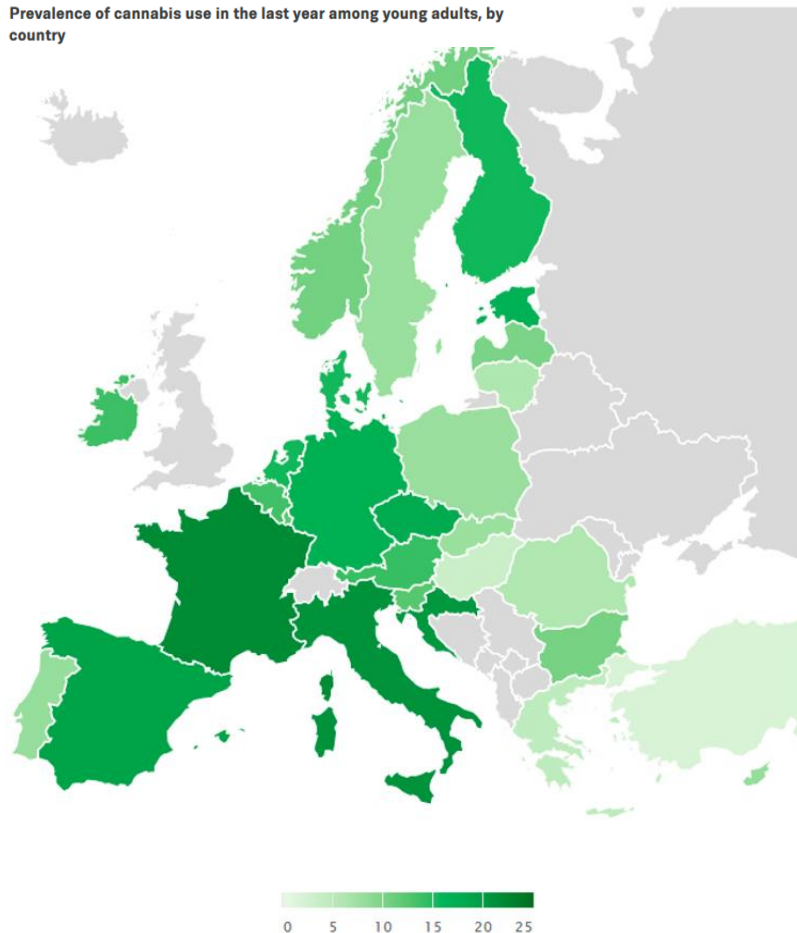 Prevalence of cannabis use in the last year among young adults, by
country
0 5 10 15 20 25